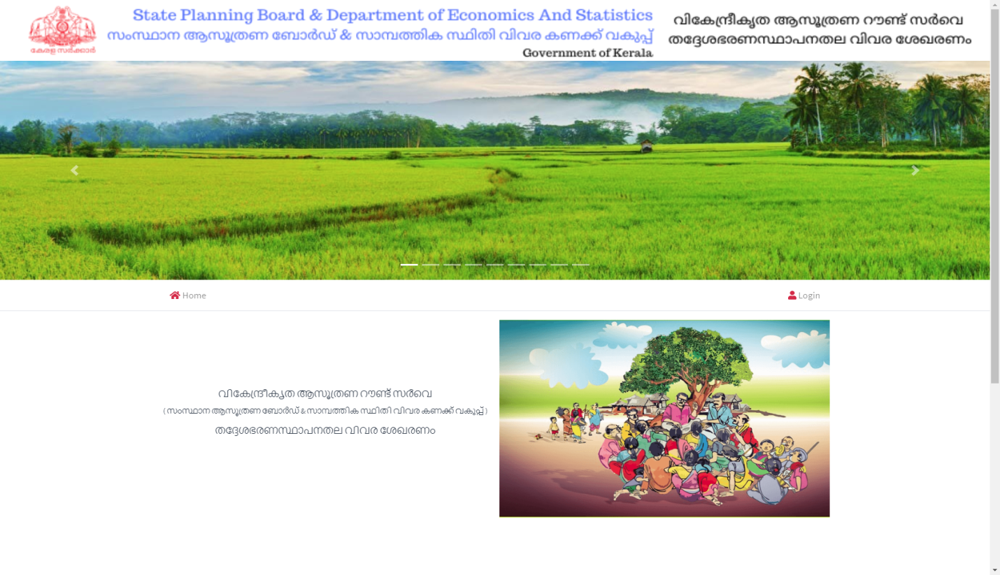 State Planning Board & Department of Economics And Statistics
സംസ്ഥാന ആസൂത്രണ ബോർഡ് & സാമ്പത്തിക സ്ഥിതി വിവര കണക്ക് വകുപ്പ്
Government of Kerala
കേരള സർക്കാർ
വികേന്ദ്രീകൃത ആസൂത്രണ റൗണ്ട് സർവെ
തദ്ദേശഭരണസ്ഥാപനതല വിവര ശേഖരണം
Home
Login
വികേന്ദ്രീകൃത ആസൂത്രണ റൗണ്ട് സർവെ
( സംസ്ഥാന ആസൂത്രണ ബോർഡ് & സാമ്പത്തിക സ്ഥിതി വിവര കണക്ക് വകുപ്പ് )
തദ്ദേശഭരണസ്ഥാപനതല വിവര ശേഖരണം